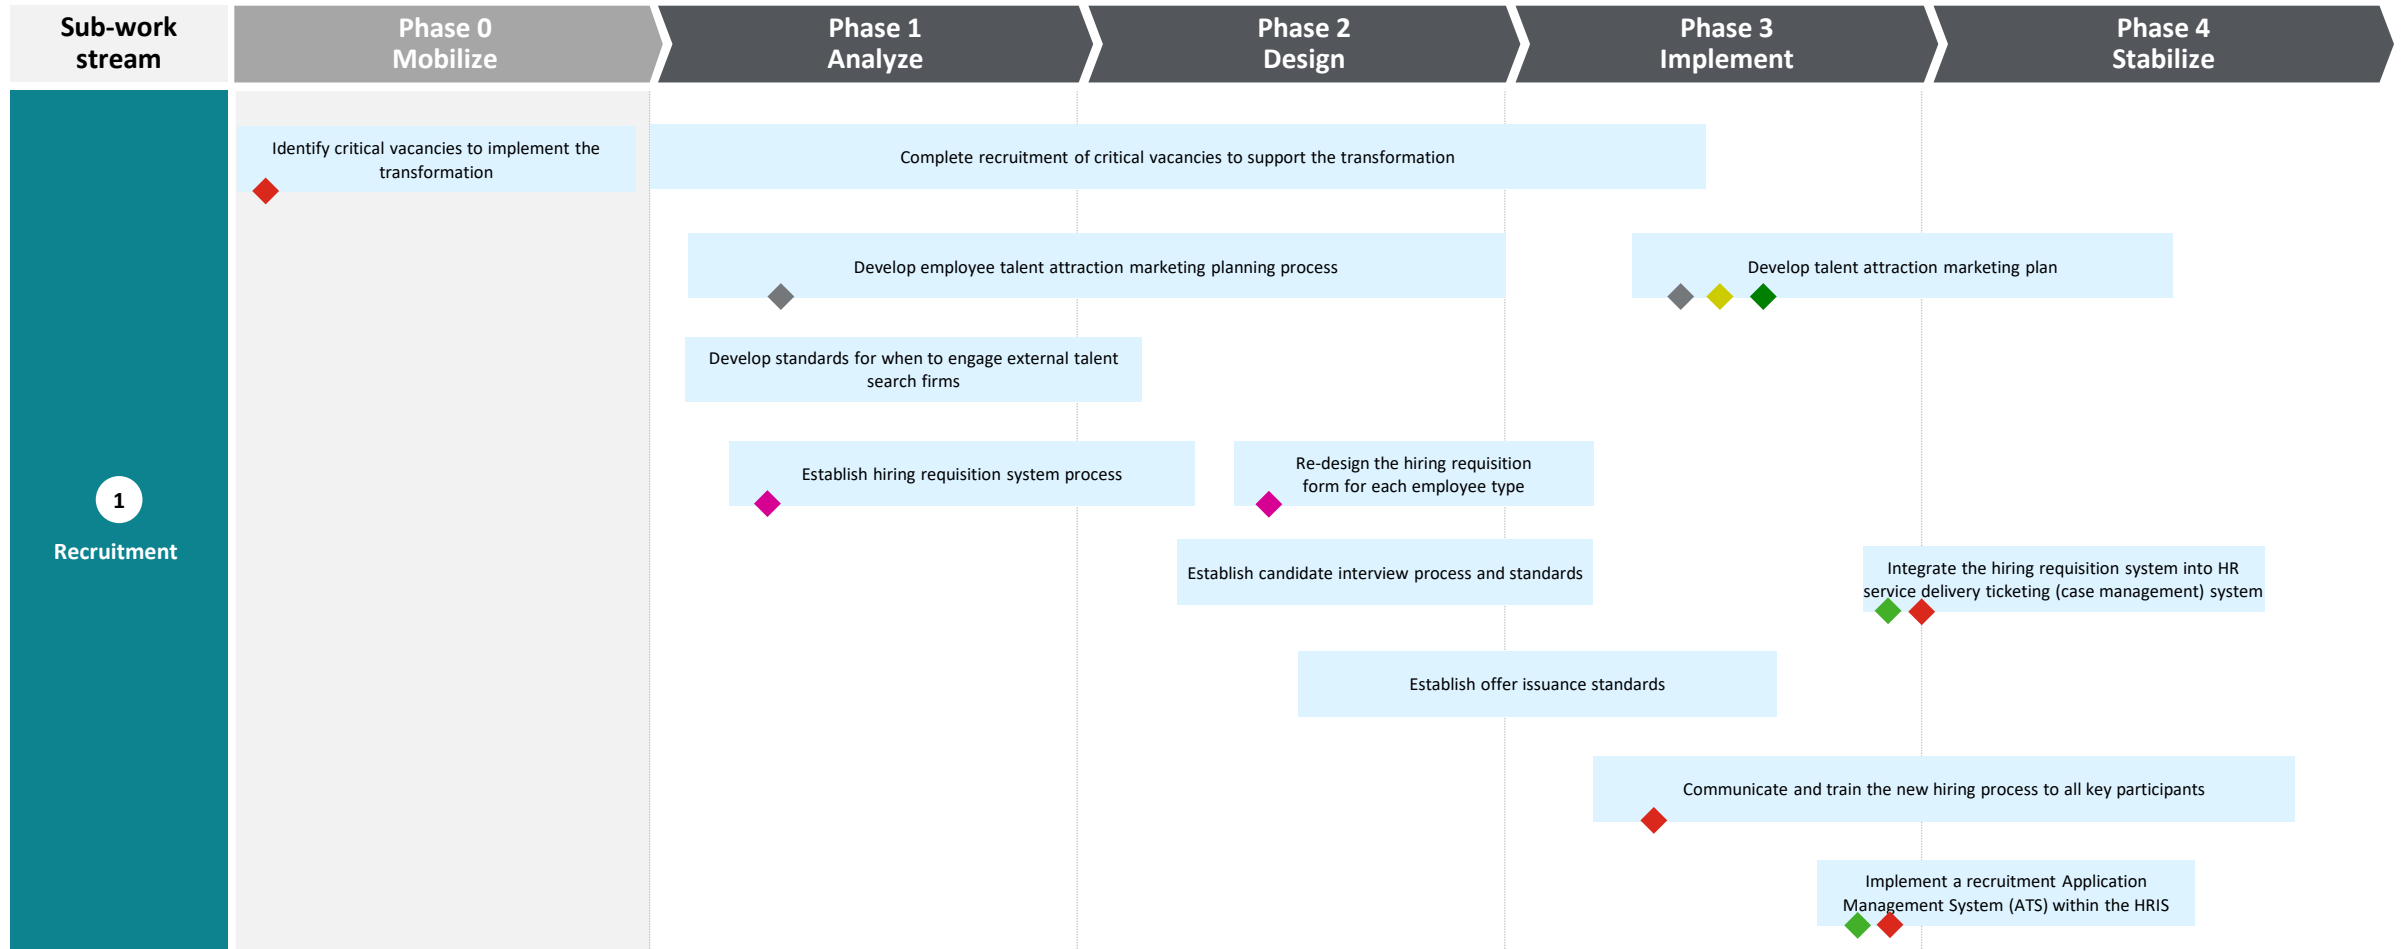 Sub-work
stream
Phase 0
Mobilize
Phase 1
Analyze
Phase 2
Design
Phase 3
Implement
Phase 4
Stabilize
1
Recruitment
Identify critical vacancies to implement the
transformation
Complete recruitment of critical vacancies to support the transformation
Develop employee talent attraction marketing planning process
Develop talent attraction marketing plan
Develop standards for when to engage external talent
search firms
Establish hiring requisition system process
Re-design the hiring requisition
form for each employee type
Establish candidate interview process and standards
Integrate the hiring requisition system into HR
service delivery ticketing (case management) system
Establish offer issuance standards
Communicate and train the new hiring process to all key participants
Implement a recruitment Application
Management System (ATS) within the HRIS